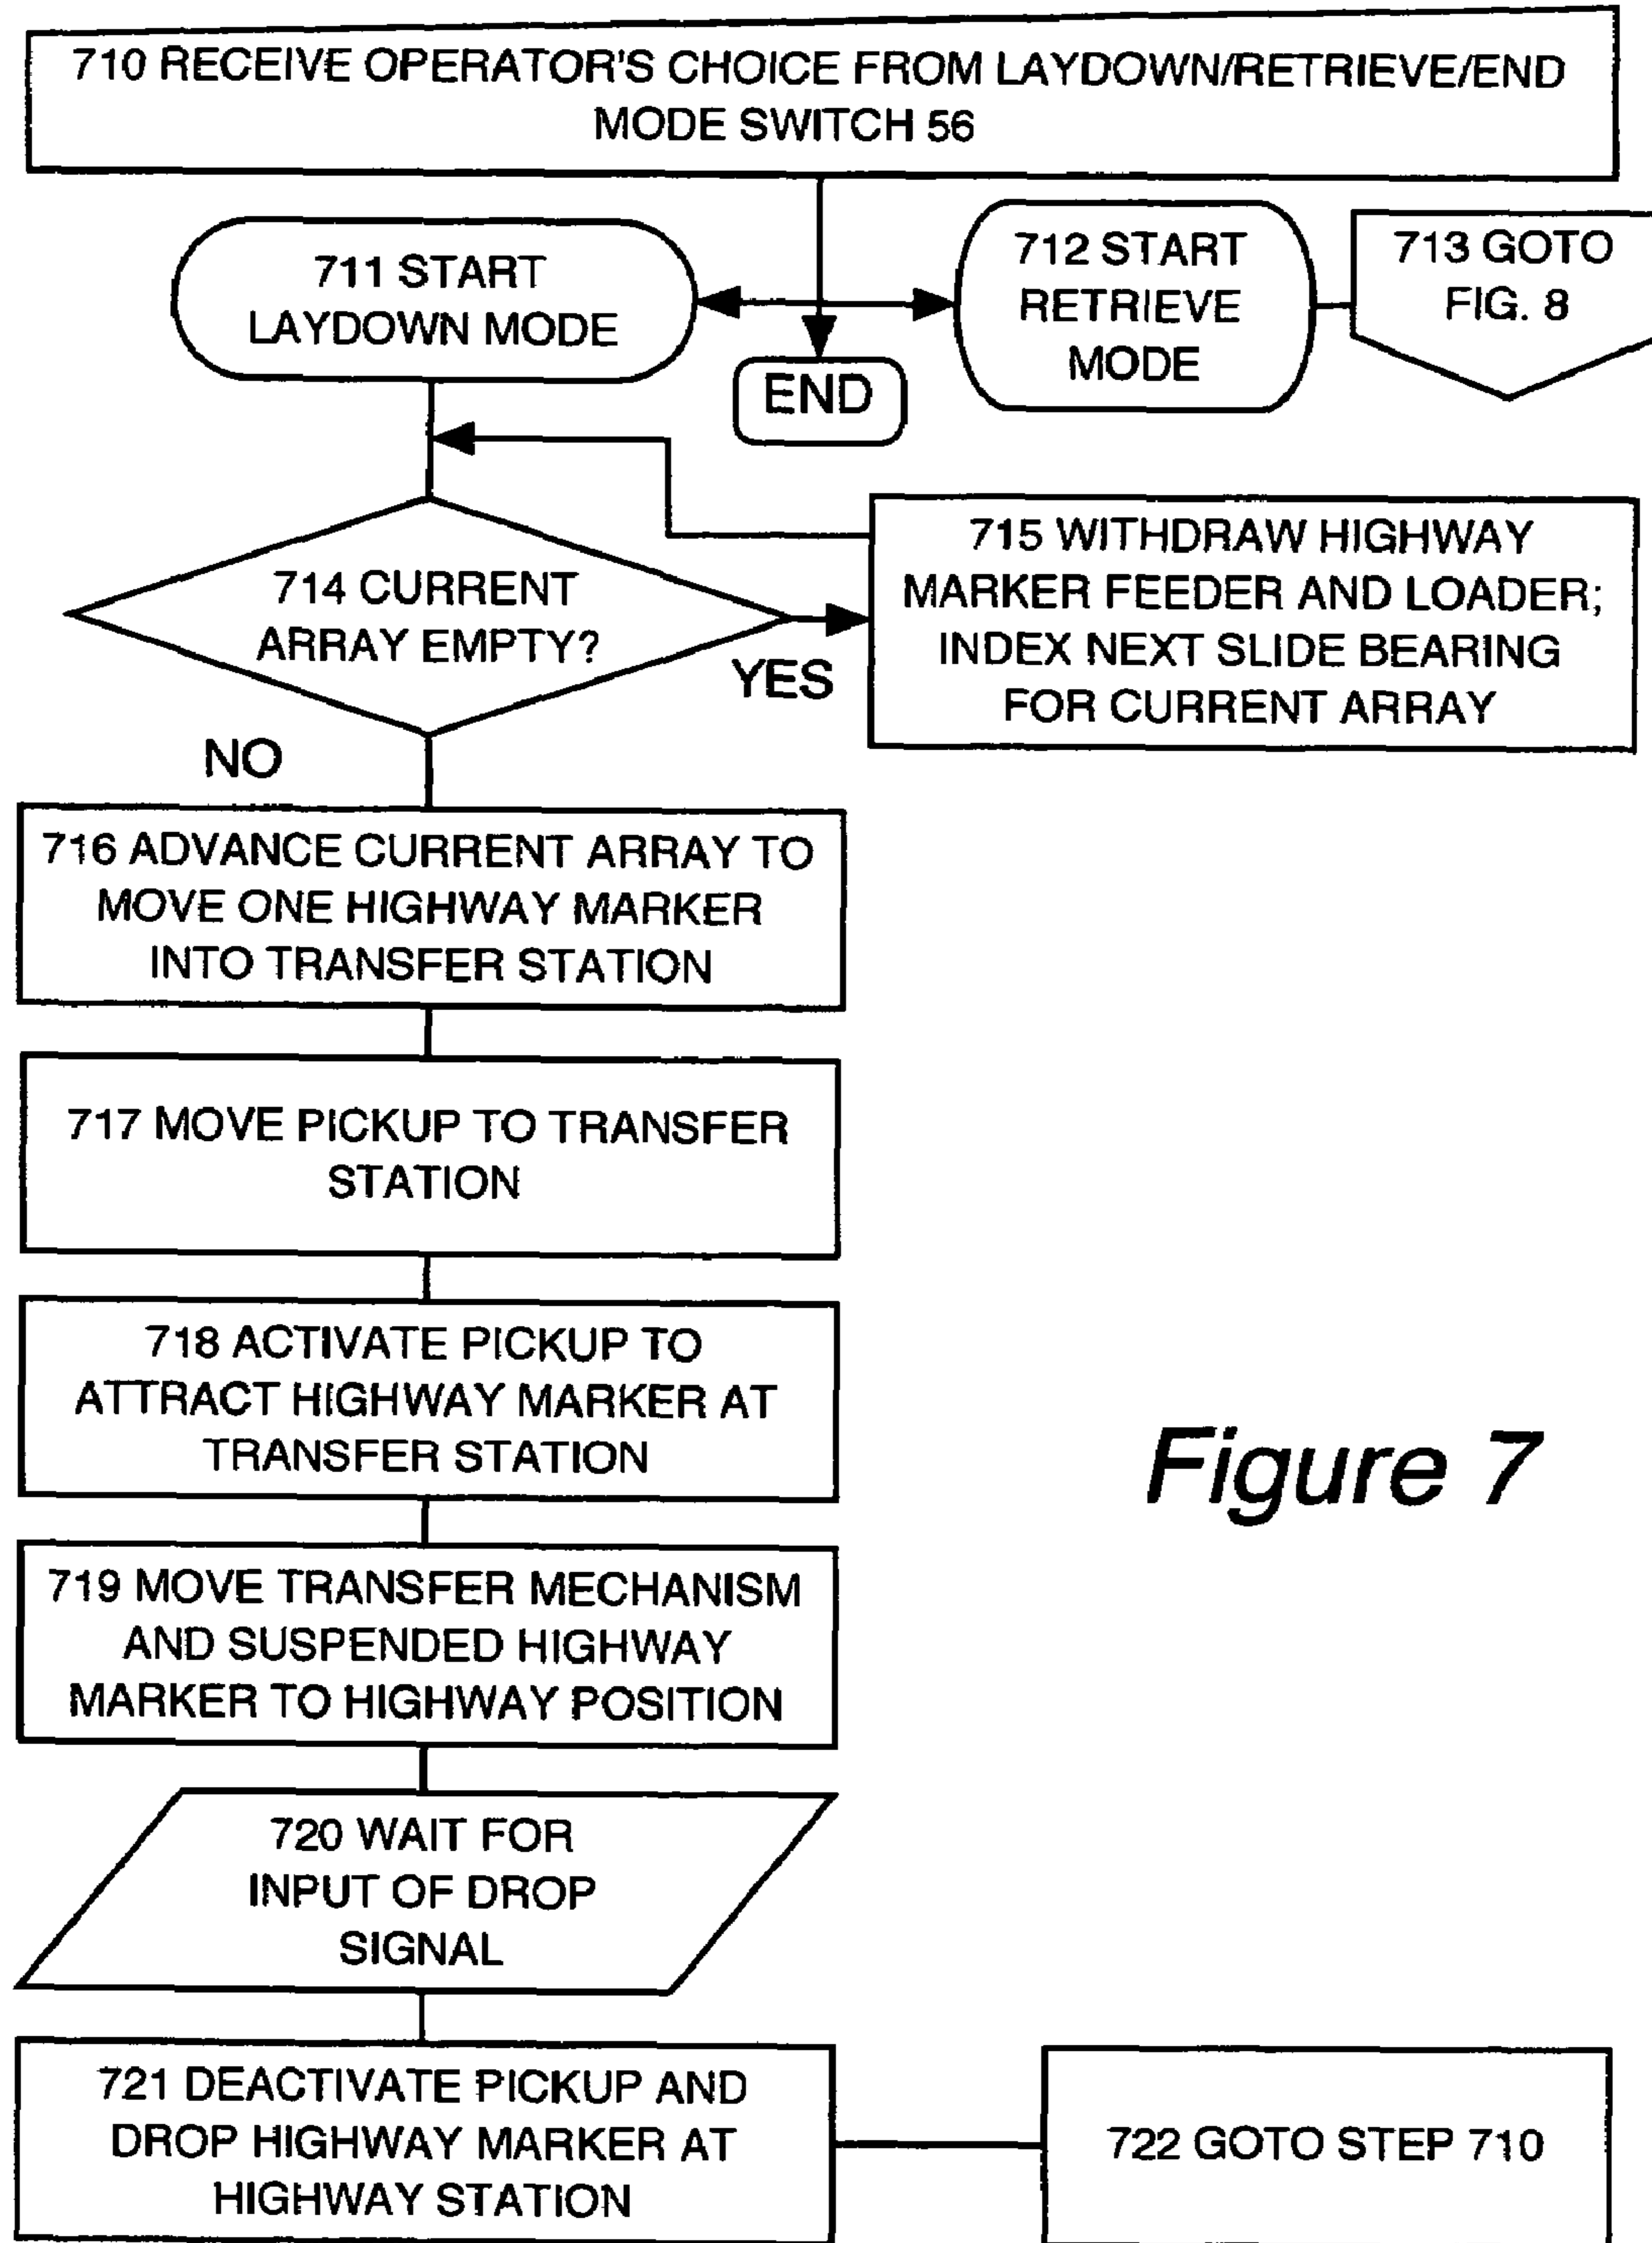 710 RECEIVE OPERATOR'S CHOICE FROM LAYDOWN/RETRIEVE/END
MODE SWITCH 56
711 START
LAYDOWN MODE
END
712 START
RETRIEVE
MODE
713 GOTO
FIG. 8
714 CURRENT
ARRAY EMPTY?
YES
NO
715 WITHDRAW HIGHWAY
MARKER FEEDER AND LOADER;
INDEX NEXT SLIDE BEARING
FOR CURRENT ARRAY
716 ADVANCE CURRENT ARRAY TO
MOVE ONE HIGHWAY MARKER
INTO TRANSFER STATION
717 MOVE PICKUP TO TRANSFER
STATION
718 ACTIVATE PICKUP TO
ATTRACT HIGHWAY MARKER AT
TRANSFER STATION
Figure 7
719 MOVE TRANSFER MECHANISM
AND SUSPENDED HIGHWAY
MARKER TO HIGHWAY POSITION
720 WAIT FOR
INPUT OF DROP
SIGNAL
721 DEACTIVATE PICKUP AND
DROP HIGHWAY MARKER AT
HIGHWAY STATION
722 GOTO STEP 710